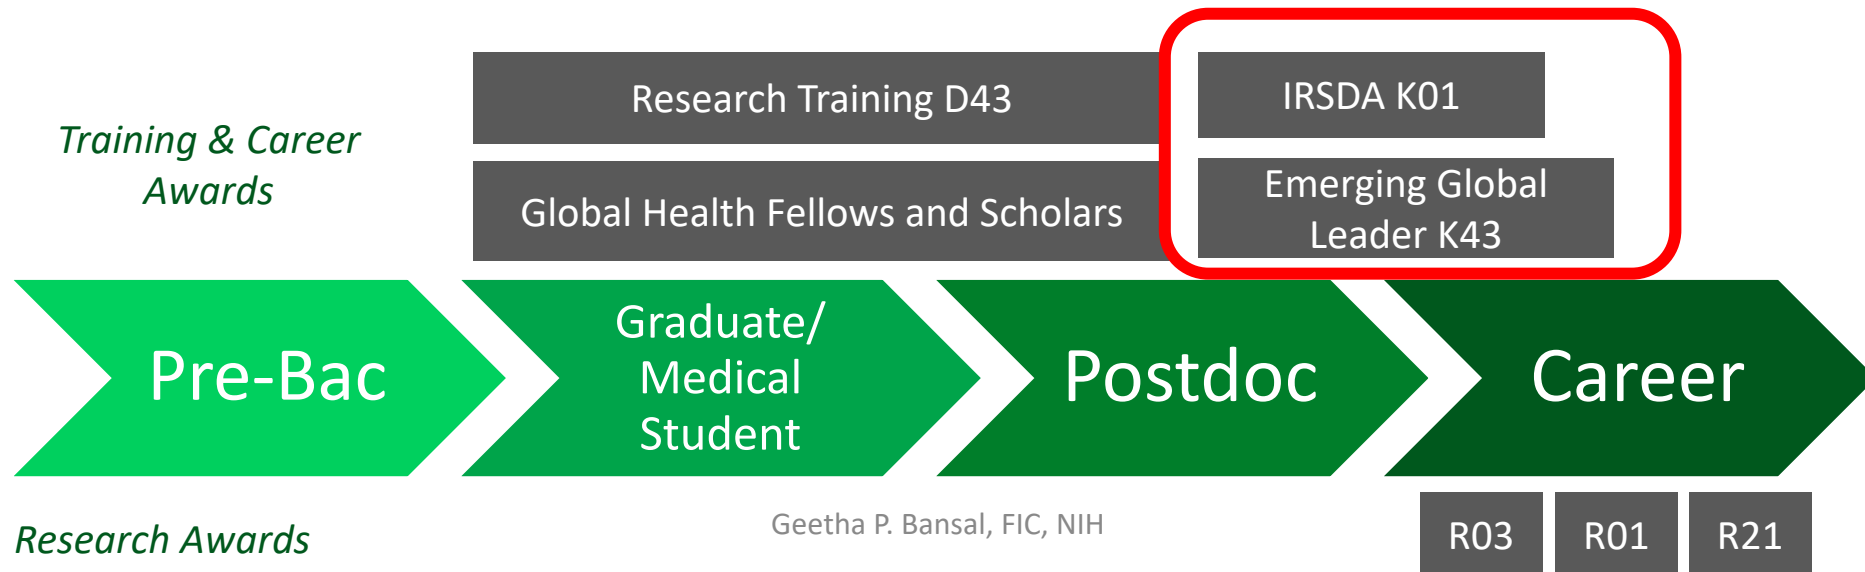 Research Training D43
IRSDA K01
Training & Career
Awards
Global Health Fellows and Scholars
Emerging Global
Leader K43
Pre-Bac
Graduate/
Medical
Student
Postdoc
Career
Research Awards
Geetha P. Bansal, FIC, NIH
R03
R01
R21